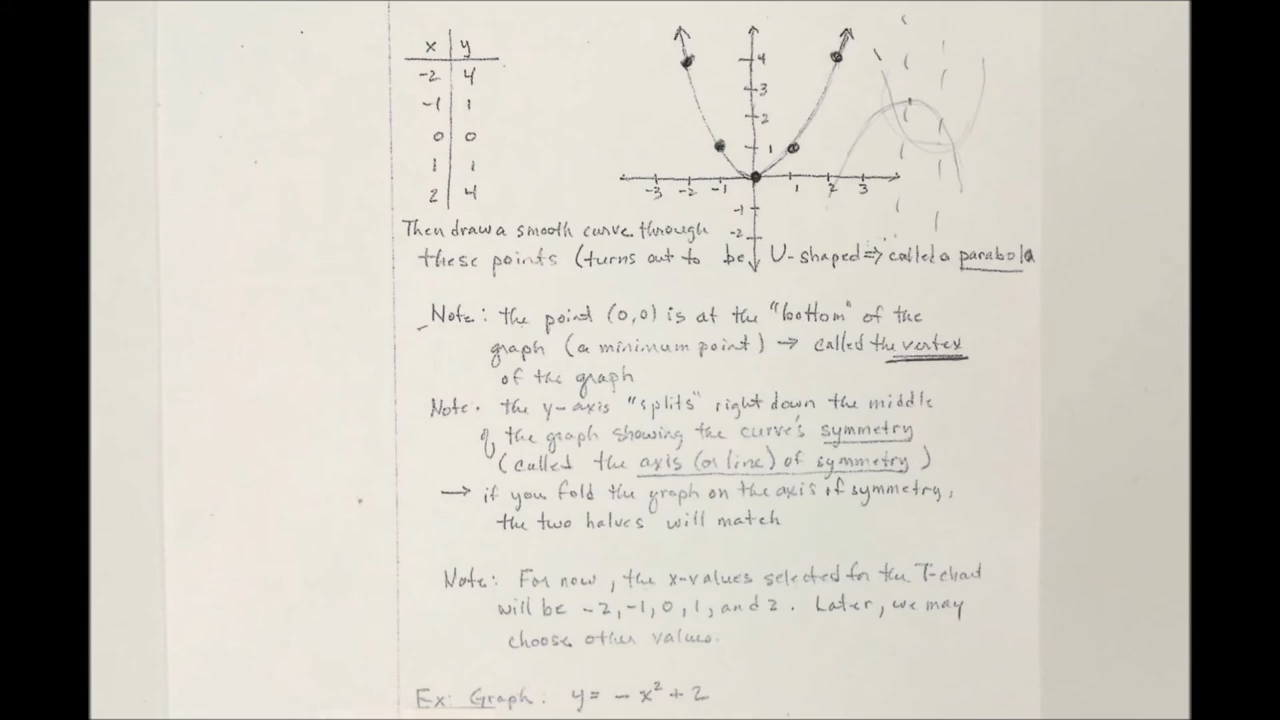 x y
-2 4
-1 1
0 0
1 1
2 4
4
3
2
1
-3 -2 -1 1 2 3
-1
-2
Then draw a smooth curve through
these points (turns out to be U-shaped => called a parabola
Note: the point (0,0) is at the "bottom" of the
graph (a minimum point) → called the vertex
of the graph
Note. the y-axis "splits" right down the middle
of the graph showing the curve's symmetry
(called the axis (or line) of symmetry)
→ if you fold the graph on the axis of symmetry,
the two halves will match
Note: For now, the x-values selected for the T-chart
will be -2, -1, 0, 1, and 2. Later, we may
choose other values.
Ex: Graph: y = -x² + 2